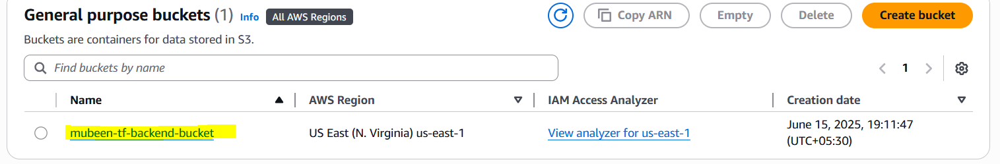 General purpose buckets (1) Info All AWS Regions Copy ARN Empty Delete Create bucket
Buckets are containers for data stored in S3.
Find buckets by name 1
Name AWS Region IAM Access Analyzer Creation date
mubeen-tf-backend-bucket US East (N. Virginia) us-east-1 View analyzer for us-east-1 June 15, 2025, 19:11:47
(UTC+05:30)